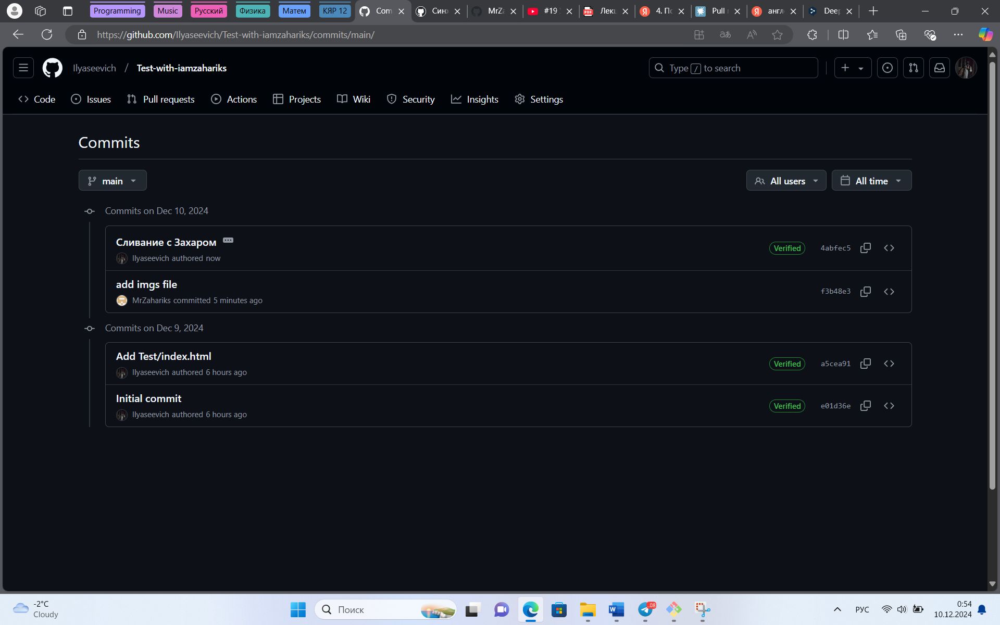 Programming Music Русский Физика Матем КЯР 12 Com Синх MrZa #19 Лекц 4. По Pull англ Deep
https://github.com/Ilyaseevich/Test-with-iamzahariks/commits/main/
Ilyaseevich / Test-with-iamzahariks
Type / to search
Code Issues Pull requests Actions Projects Wiki Security Insights Settings
Commits
main All users All time
Commits on Dec 10, 2024
Сливание с Захаром
Ilyaseevich authored now
Verified 4abfec5
add imgs file
MrZahariks committed 5 minutes ago
f3b48e3
Commits on Dec 9, 2024
Add Test/index.html
Ilyaseevich authored 6 hours ago
Verified a5cea91
Initial commit
Ilyaseevich authored 6 hours ago
Verified e01d36e
-2°C
Cloudy
Поиск
РУС
0:54
10.12.2024